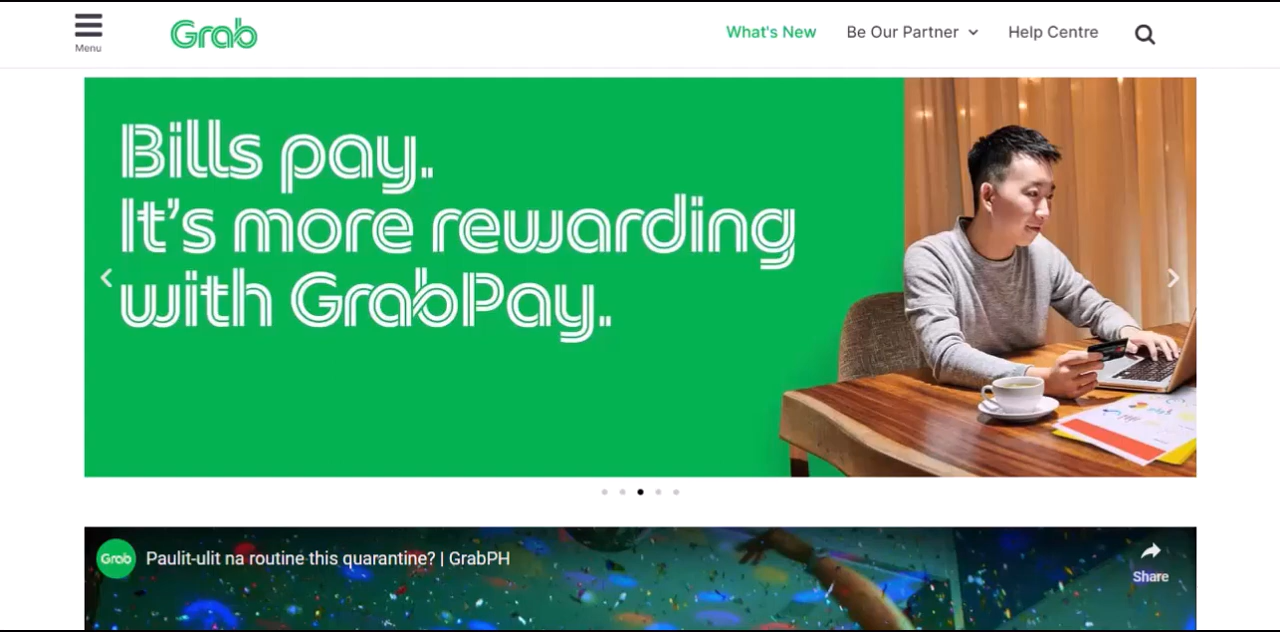 Menu
Grab
What's New
Be Our Partner
Help Centre
Bills pay.
It's more rewarding
with GrabPay.
Grab
Paulit-ulit na routine this quarantine? | GrabPH
Share